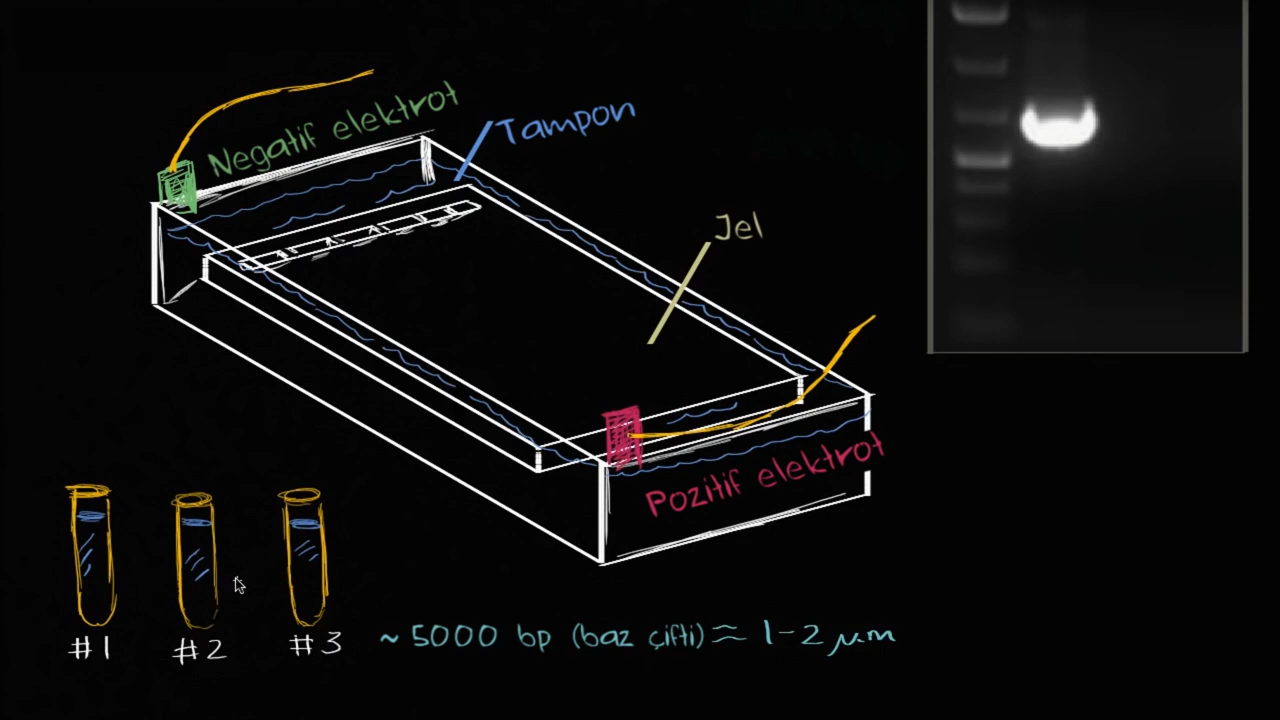 Negatif elektrot
Tampon
Jel
Pozitif elektrot
#1
#2
#3
~ 5000 bp (baz çifti) ≈ 1-2 μm